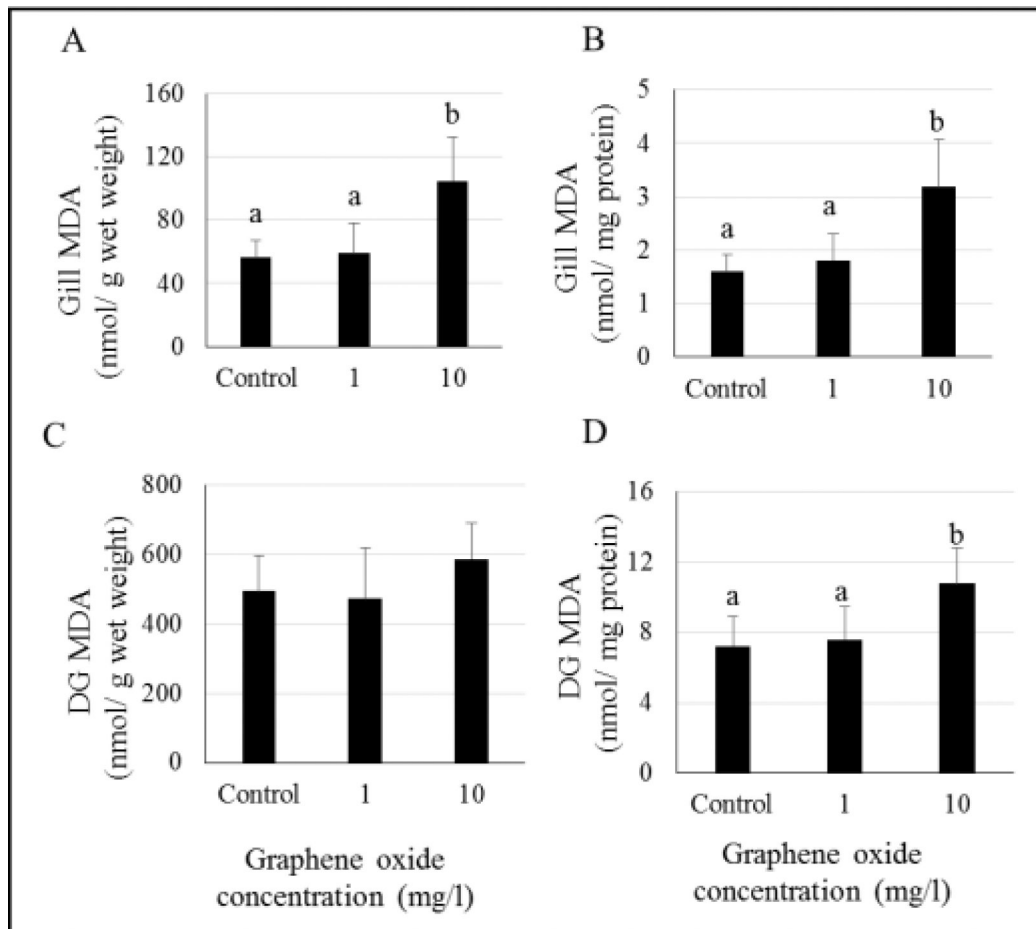 A
Gill MDA
(nmol/ g wet weight)
160
120
80
40
0
a
a
b
Control 1 10
B
Gill MDA
(nmol/ mg protein)
5
4
3
2
1
0
a
a
b
Control 1 10
C
DG MDA
(nmol/ g wet weight)
800
600
400
200
0
Control 1 10
Graphene oxide
concentration (mg/l)
D
DG MDA
(nmol/ mg protein)
16
12
8
4
0
a
a
b
Control 1 10
Graphene oxide
concentration (mg/l)